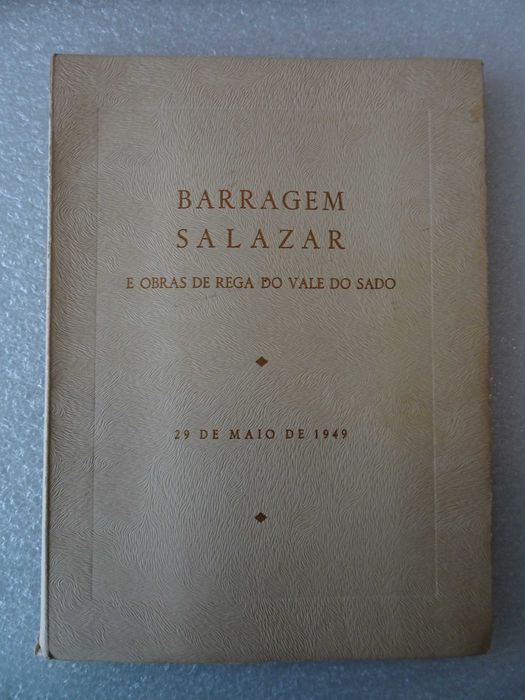 BARRAGEM
SALAZAR
E OBRAS DE REGA DO VALE DO SADO
29 DE MAIO DE 1949